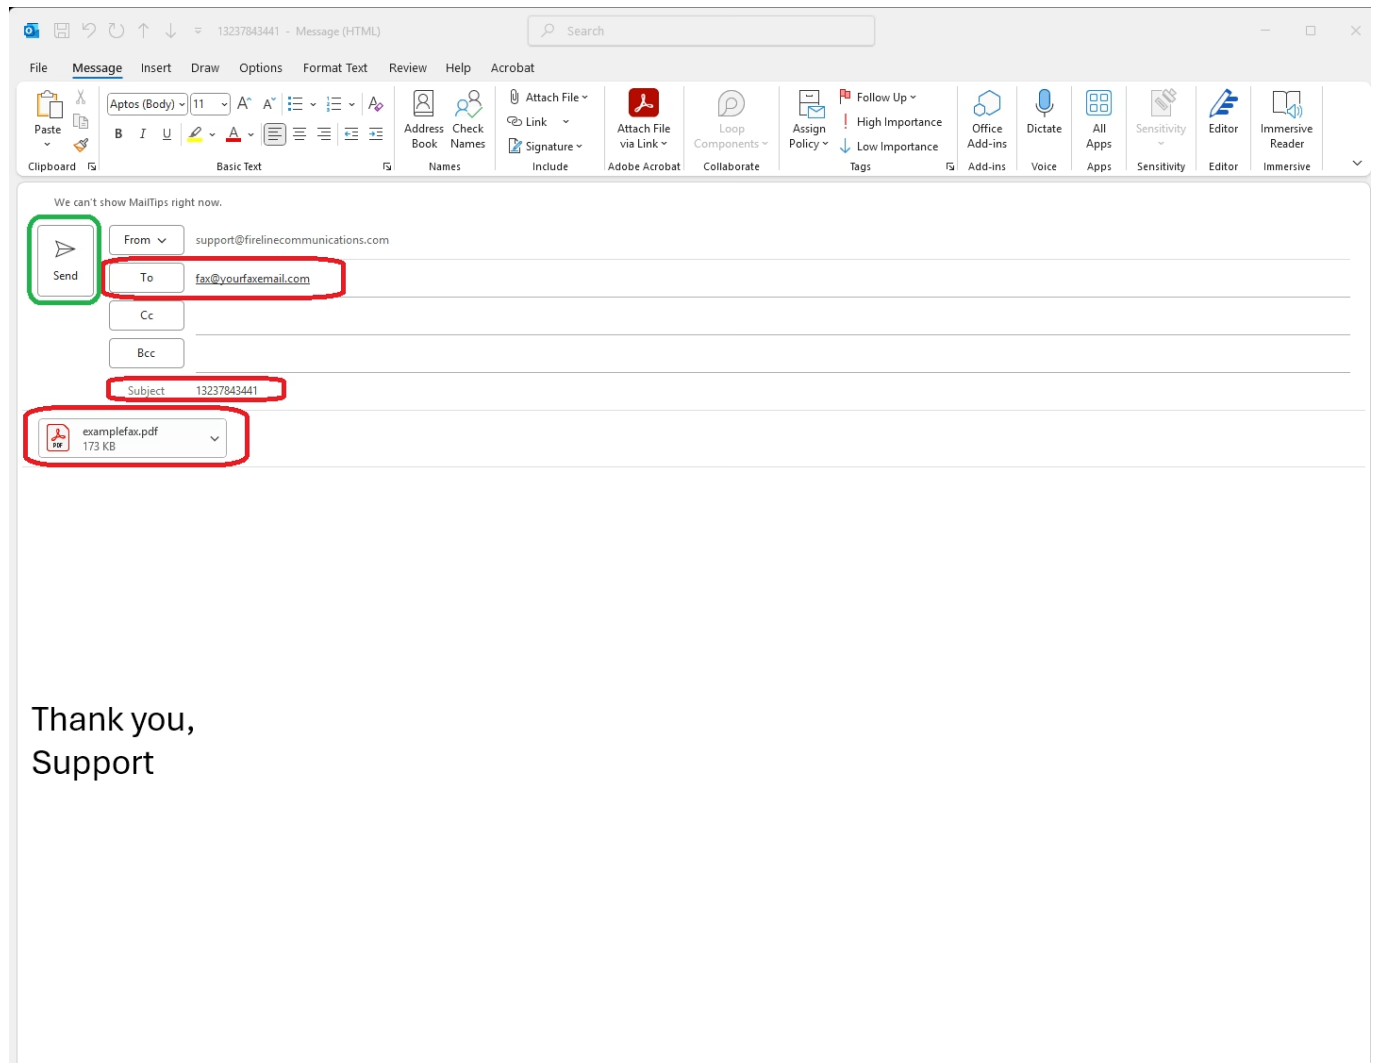 13237843441 - Message (HTML)
Search
File Message Insert Draw Options Format Text Review Help Acrobat
Paste
Clipboard
Aptos (Body) 11
B I U
Basic Text
Address Book
Check Names
Names
Attach File
Link
Signature
Include
Attach File via Link
Adobe Acrobat
Loop Components
Collaborate
Assign Policy
Follow Up
High Importance
Low Importance
Tags
Office Add-ins
Add-ins
Dictate
Voice
All Apps
Apps
Sensitivity
Sensitivity
Editor
Editor
Immersive Reader
Immersive
We can't show MailTips right now.
Send
From support@firelinecommunications.com
To fax@yourfaxemail.com
Cc
Bcc
Subject 13237843441
PDF
examplefax.pdf
173 KB
Thank you,
Support